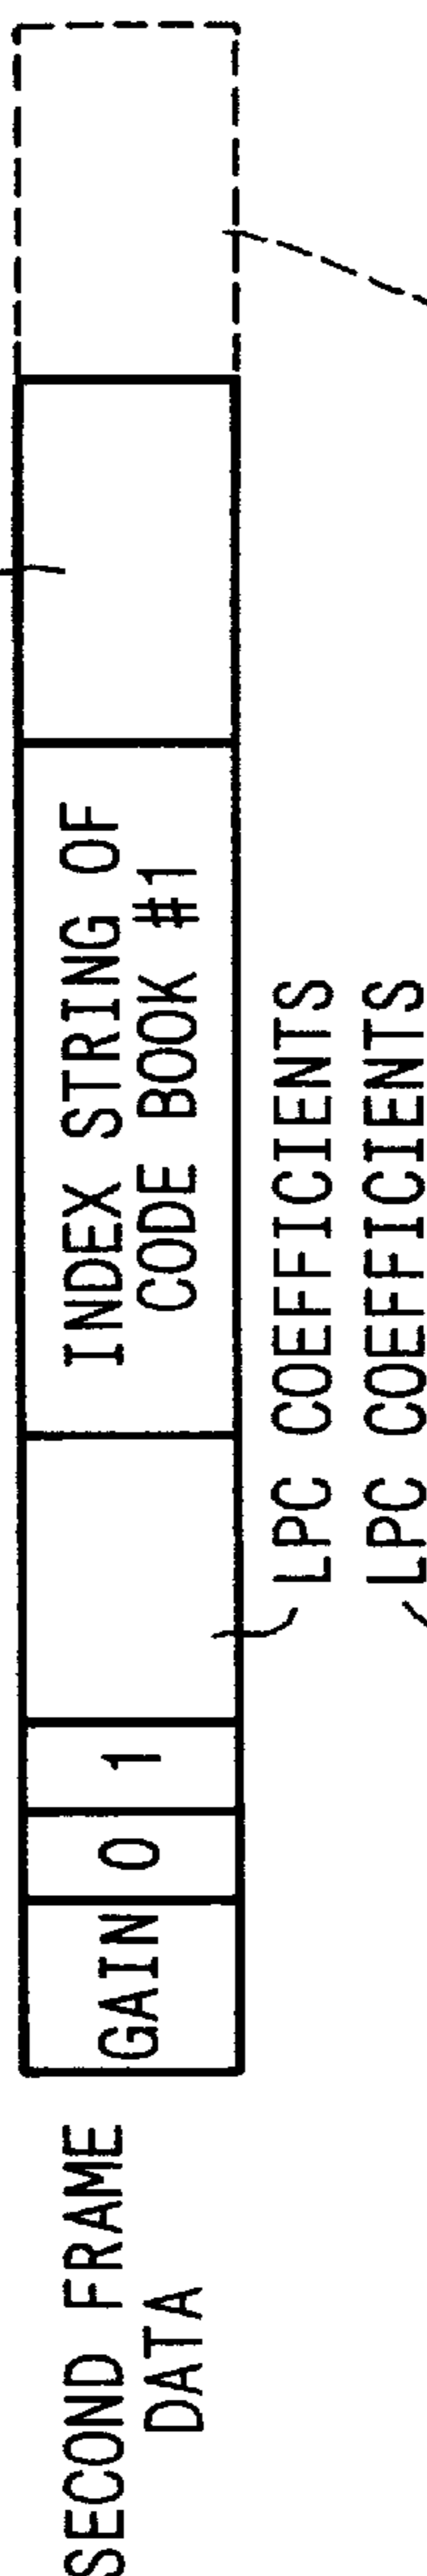 SECOND FRAME
DATA
GAIN
0
1
INDEX STRING OF
CODE BOOK #1
LPC COEFFICIENTS
LPC COEFFICIENTS